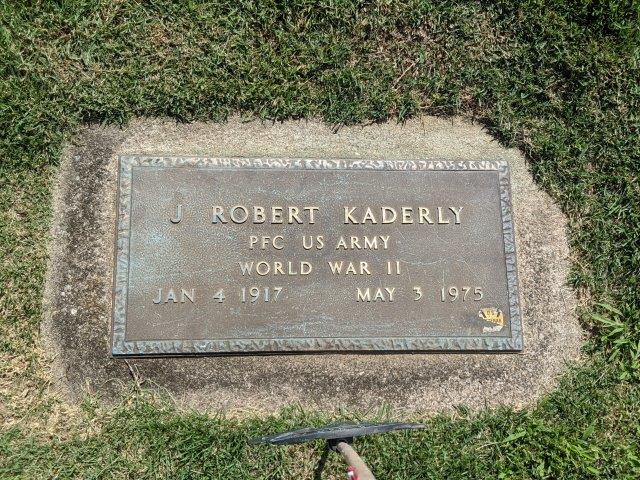 J ROBERT KADERLY
PFC US ARMY
WORLD WAR II
JAN 4 1917 MAY 3 1975